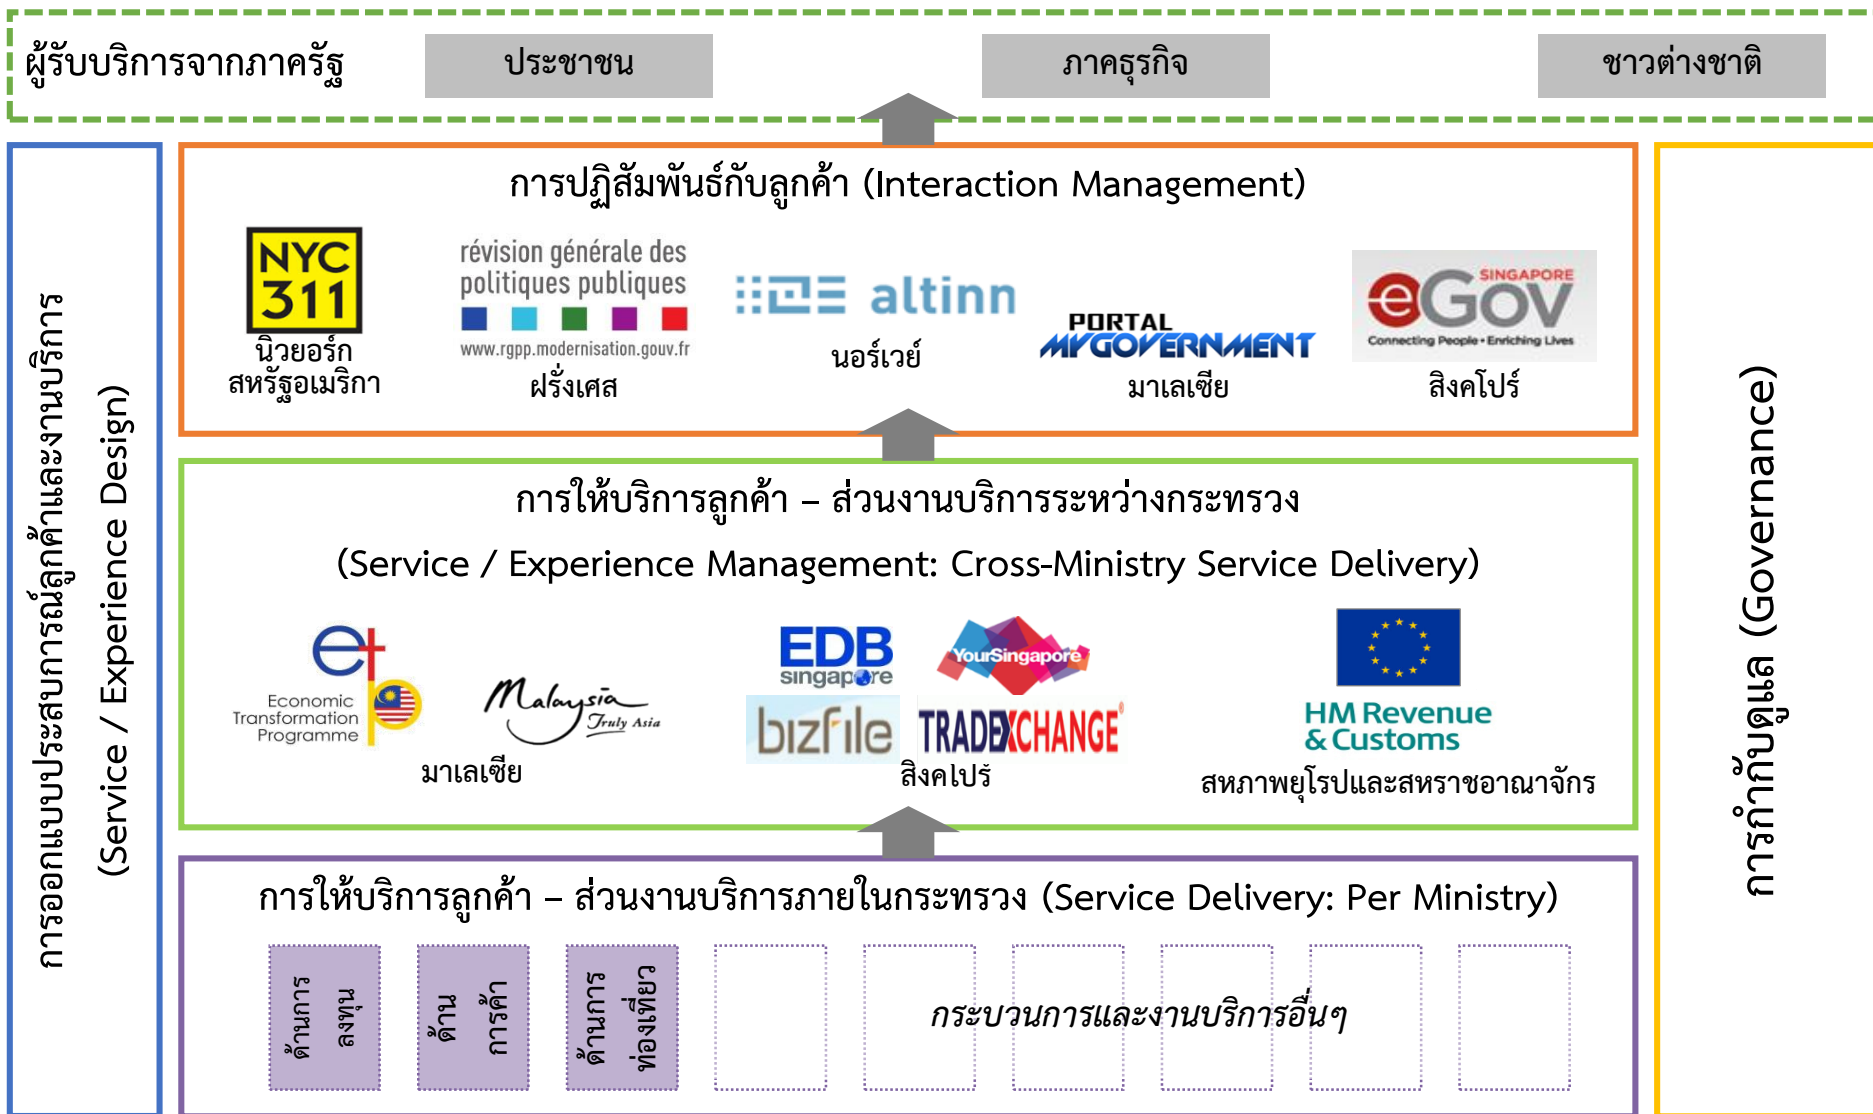 ผู้รับบริการจากภาครัฐ
ประชาชน
ภาคธุรกิจ
ชาวต่างชาติ
การออกแบบประสบการณ์ลูกค้าและงานบริการ
(Service / Experience Design)
การปฏิสัมพันธ์กับลูกค้า (Interaction Management)
NYC
311
นิวยอร์ก
สหรัฐอเมริกา
révision générale des
politiques publiques
www.rgpp.modernisation.gouv.fr
ฝรั่งเศส
altinn
นอร์เวย์
PORTAL
MYGOVERNMENT
มาเลเซีย
eGov
SINGAPORE
Connecting People • Enriching Lives
สิงคโปร์
การให้บริการลูกค้า – ส่วนงานบริการระหว่างกระทรวง
(Service / Experience Management: Cross-Ministry Service Delivery)
etp
Economic
Transformation
Programme
Malaysia
Truly Asia
มาเลเซีย
EDB
singapore
YourSingapore
bizfile
TRADEXCHANGE®
สิงคโปร์
HM Revenue
& Customs
สหภาพยุโรปและสหราชอาณาจักร
การให้บริการลูกค้า – ส่วนงานบริการภายในกระทรวง (Service Delivery: Per Ministry)
ด้านการ
ลงทุน
ด้าน
การค้า
ด้านการ
ท่องเที่ยว
กระบวนการและงานบริการอื่นๆ
การกำกับดูแล (Governance)